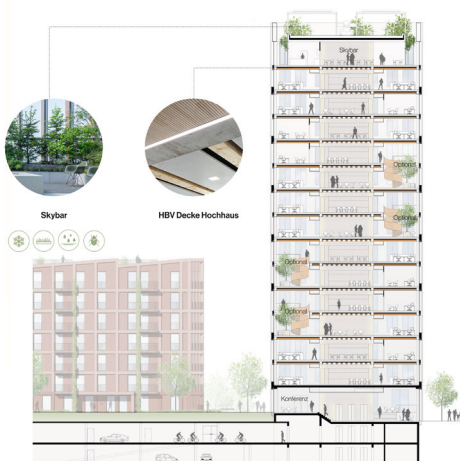 Skybar
Skybar
HBV Decke Hochhaus
Optional
Optional
Optional
Optional
Konferenz